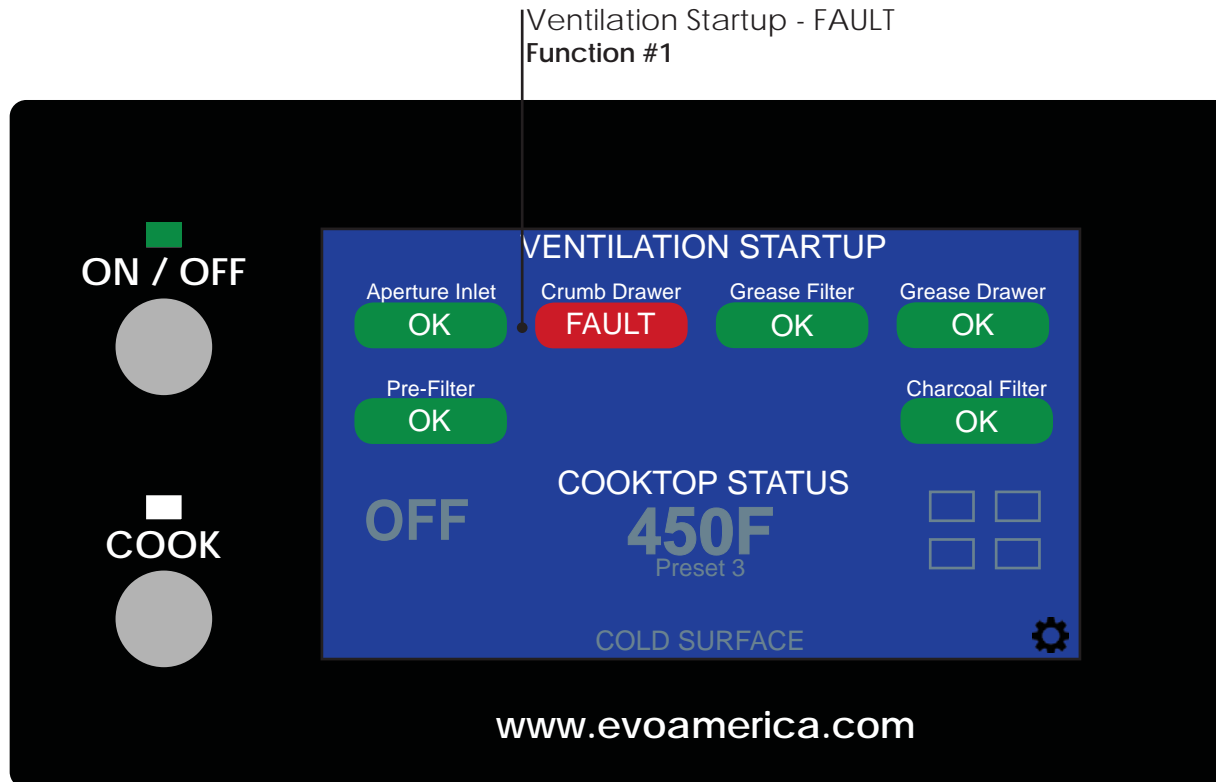 Ventilation Startup - FAULT
Function #1
ON / OFF
VENTILATION STARTUP
Aperture Inlet Crumb Drawer Grease Filter Grease Drawer
OK FAULT OK OK
Pre-Filter Charcoal Filter
OK OK
COOKTOP STATUS
OFF 450F
Preset 3
COOK
COLD SURFACE
www.evoamerica.com